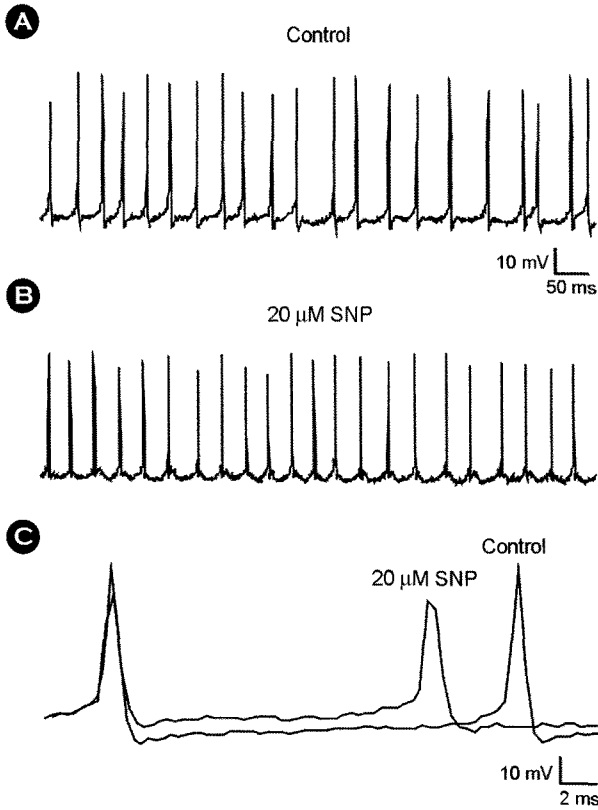 A
Control
10 mV
50 ms
B
20 μM SNP
C
Control
20 μM SNP
10 mV
2 ms